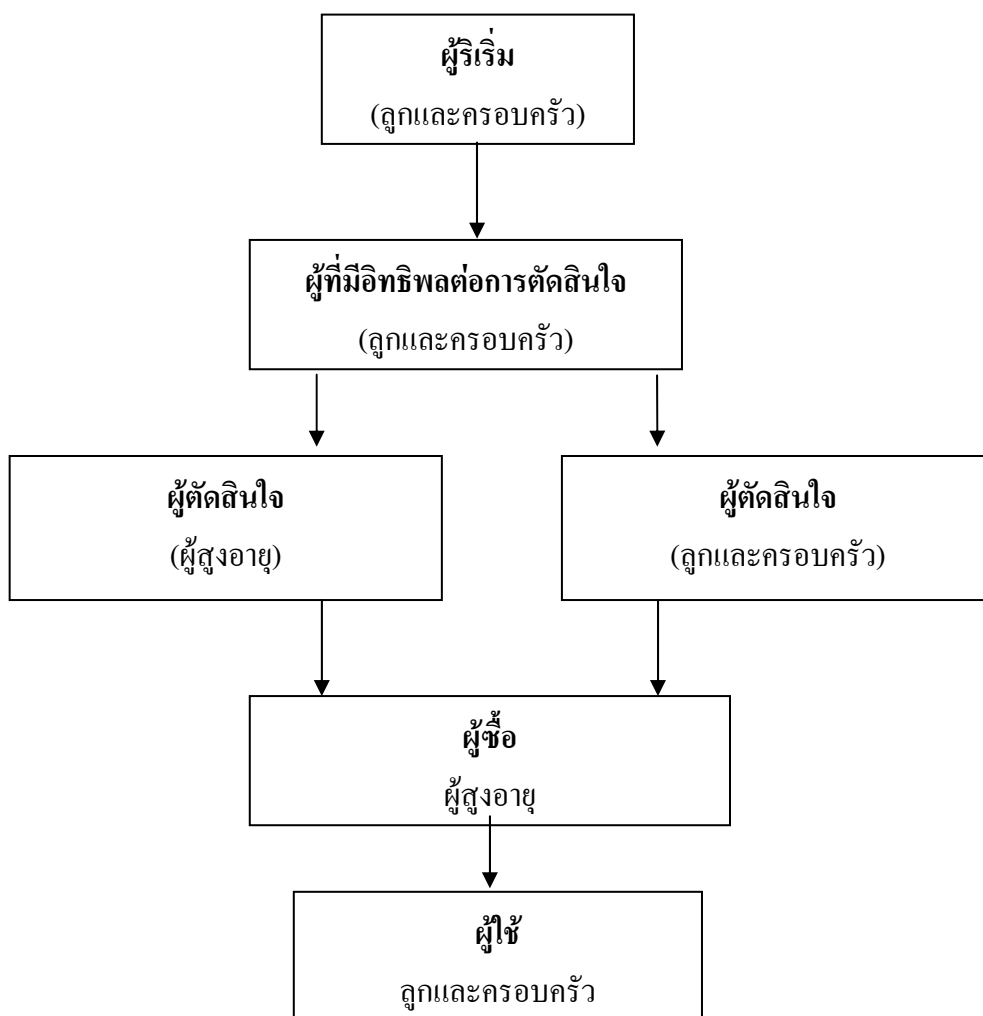 ผู้ริเริ่ม
(ลูกและครอบครัว)
ผู้ที่มีอิทธิพลต่อการตัดสินใจ
(ลูกและครอบครัว)
ผู้ตัดสินใจ
(ผู้สูงอายุ)
ผู้ตัดสินใจ
(ลูกและครอบครัว)
ผู้ซื้อ
ผู้สูงอายุ
ผู้ใช้
ลูกและครอบครัว